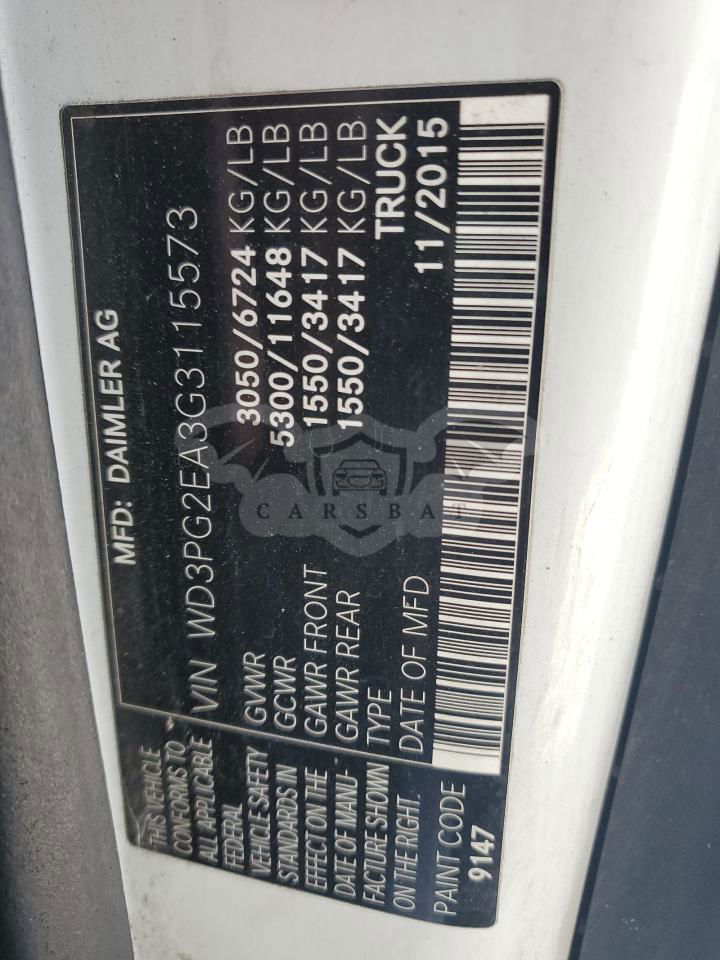 MFD: DAIMLER AG
VIN WD3PG2EA3G3115573
GVWR 3050/6724 KG/LB
GCWR 5300/11648 KG/LB
GAWR FRONT 1550/3417 KG/LB
GAWR REAR 1550/3417 KG/LB
TYPE TRUCK
DATE OF MFD 11/2015
THIS VEHICLE
CONFORMS TO
ALL APPLICABLE
FEDERAL
VEHICLE SAFETY
STANDARDS IN
EFFECT ON THE
DATE OF MANU-
FACTURE SHOWN
ON THE RIGHT.
PAINT CODE
9147
CARSBAT